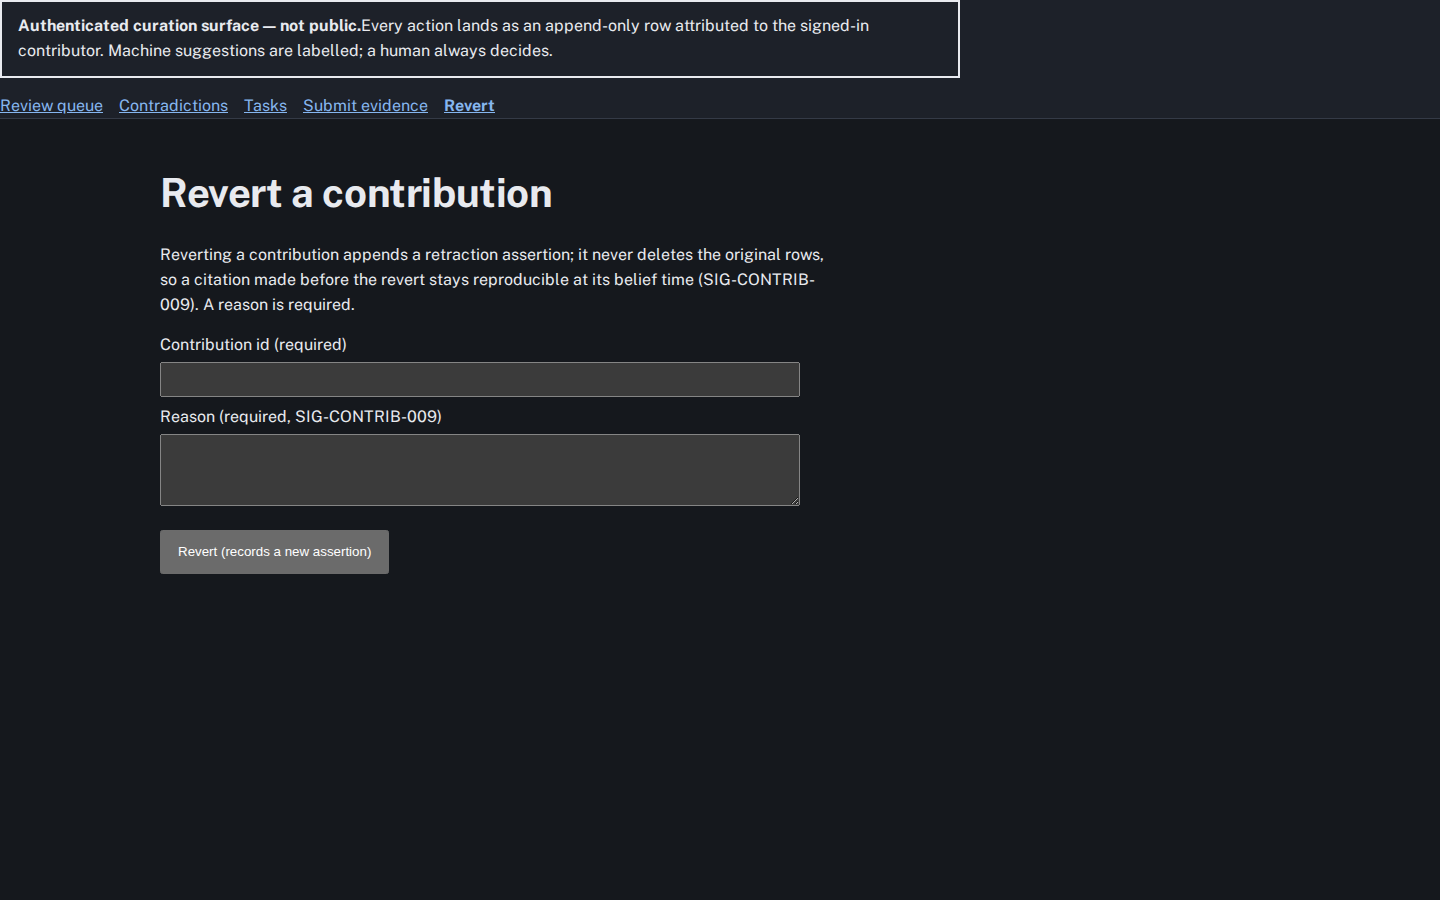 Authenticated curation surface — not public.Every action lands as an append-only row attributed to the signed-in
contributor. Machine suggestions are labelled; a human always decides.
Review queue Contradictions Tasks Submit evidence Revert
Revert a contribution
Reverting a contribution appends a retraction assertion; it never deletes the original rows,
so a citation made before the revert stays reproducible at its belief time (SIG-CONTRIB-
009). A reason is required.
Contribution id (required)
Reason (required, SIG-CONTRIB-009)
Revert (records a new assertion)